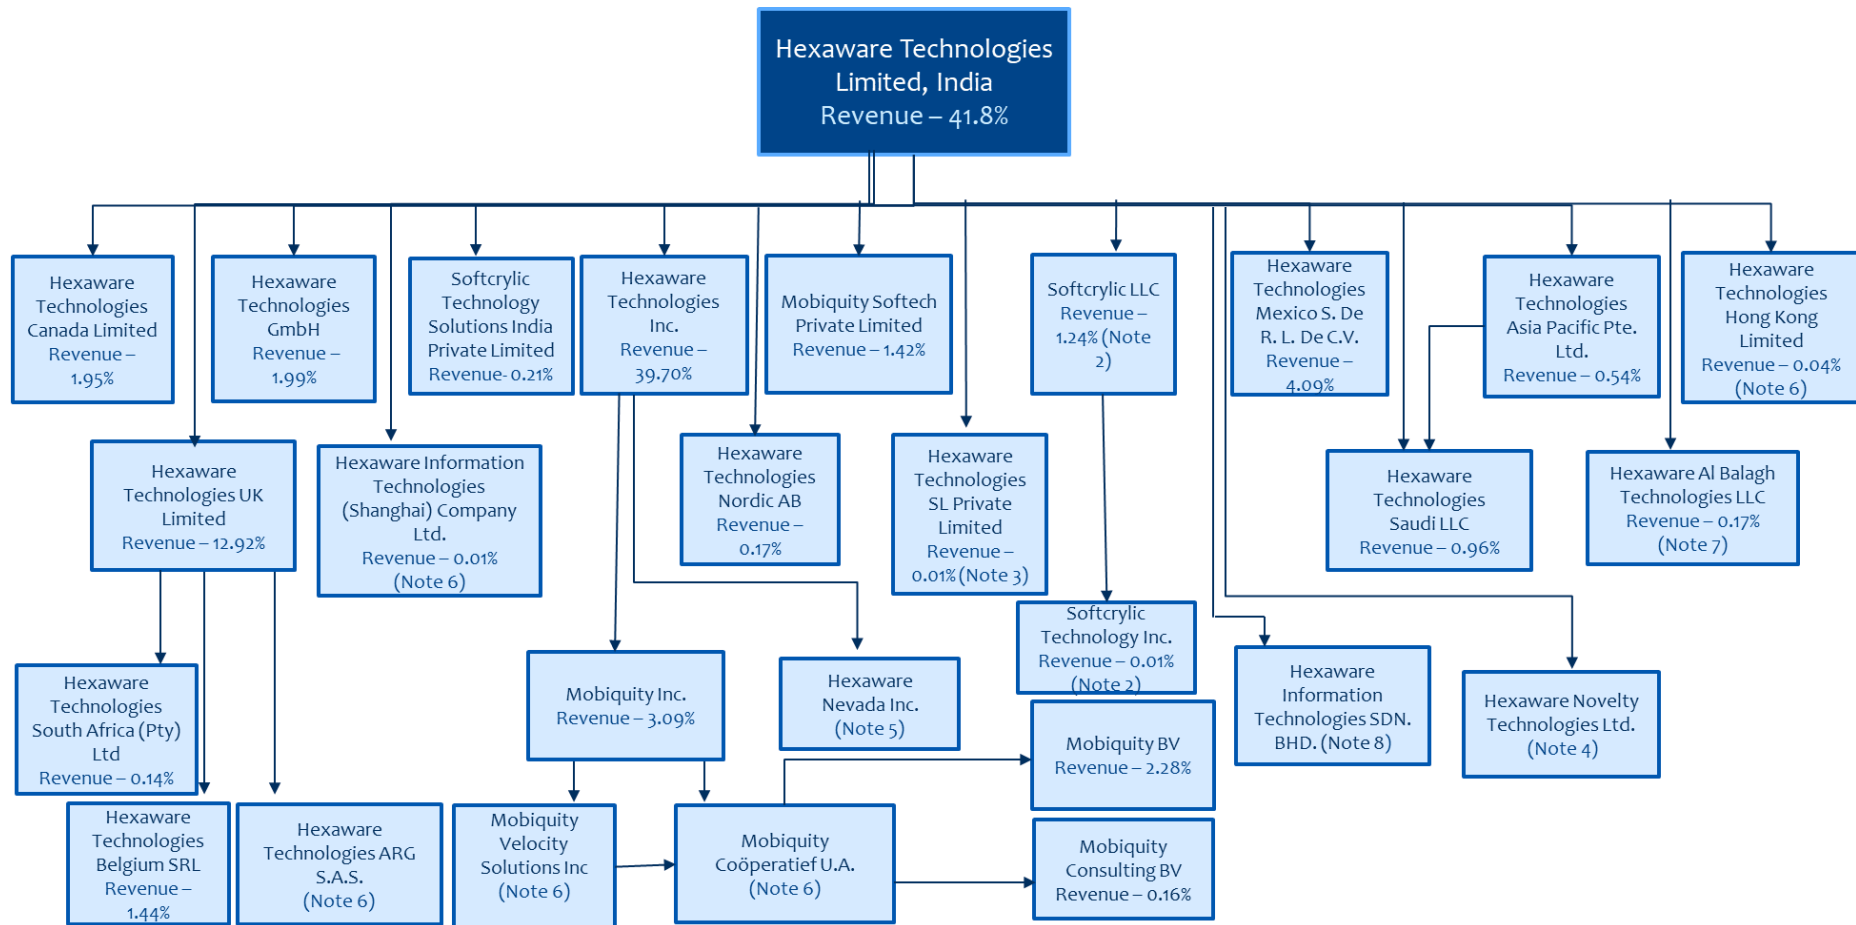 Hexaware Technologies
Limited, India
Revenue – 41.8%
Hexaware
Technologies
Canada Limited
Revenue –
1.95%
Hexaware
Technologies
GmbH
Revenue –
1.99%
Softcrylic
Technology
Solutions India
Private Limited
Revenue- 0.21%
Hexaware
Technologies
Inc.
Revenue –
39.70%
Mobiquity Softech
Private Limited
Revenue – 1.42%
Softcrylic LLC
Revenue –
1.24% (Note
2)
Hexaware
Technologies
Mexico S. De
R. L. De C.V.
Revenue –
4.09%
Hexaware
Technologies
Asia Pacific Pte.
Ltd.
Revenue – 0.54%
Hexaware
Technologies
Hong Kong
Limited
Revenue – 0.04%
(Note 6)
Hexaware
Technologies UK
Limited
Revenue – 12.92%
Hexaware Information
Technologies
(Shanghai) Company
Ltd.
Revenue – 0.01%
(Note 6)
Hexaware
Technologies
Nordic AB
Revenue –
0.17%
Hexaware
Technologies
SL Private
Limited
Revenue –
0.01% (Note 3)
Hexaware
Technologies
Saudi LLC
Revenue – 0.96%
Hexaware Al Balagh
Technologies LLC
Revenue – 0.17%
(Note 7)
Softcrylic
Technology Inc.
Revenue – 0.01%
(Note 2)
Hexaware
Technologies
South Africa (Pty)
Ltd
Revenue – 0.14%
Mobiquity Inc.
Revenue – 3.09%
Hexaware
Nevada Inc.
(Note 5)
Hexaware
Information
Technologies SDN.
BHD. (Note 8)
Hexaware Novelty
Technologies Ltd.
(Note 4)
Mobiquity BV
Revenue – 2.28%
Hexaware
Technologies
Belgium SRL
Revenue –
1.44%
Hexaware
Technologies ARG
S.A.S.
(Note 6)
Mobiquity
Velocity
Solutions Inc
(Note 6)
Mobiquity
Coöperatief U.A.
(Note 6)
Mobiquity
Consulting BV
Revenue – 0.16%